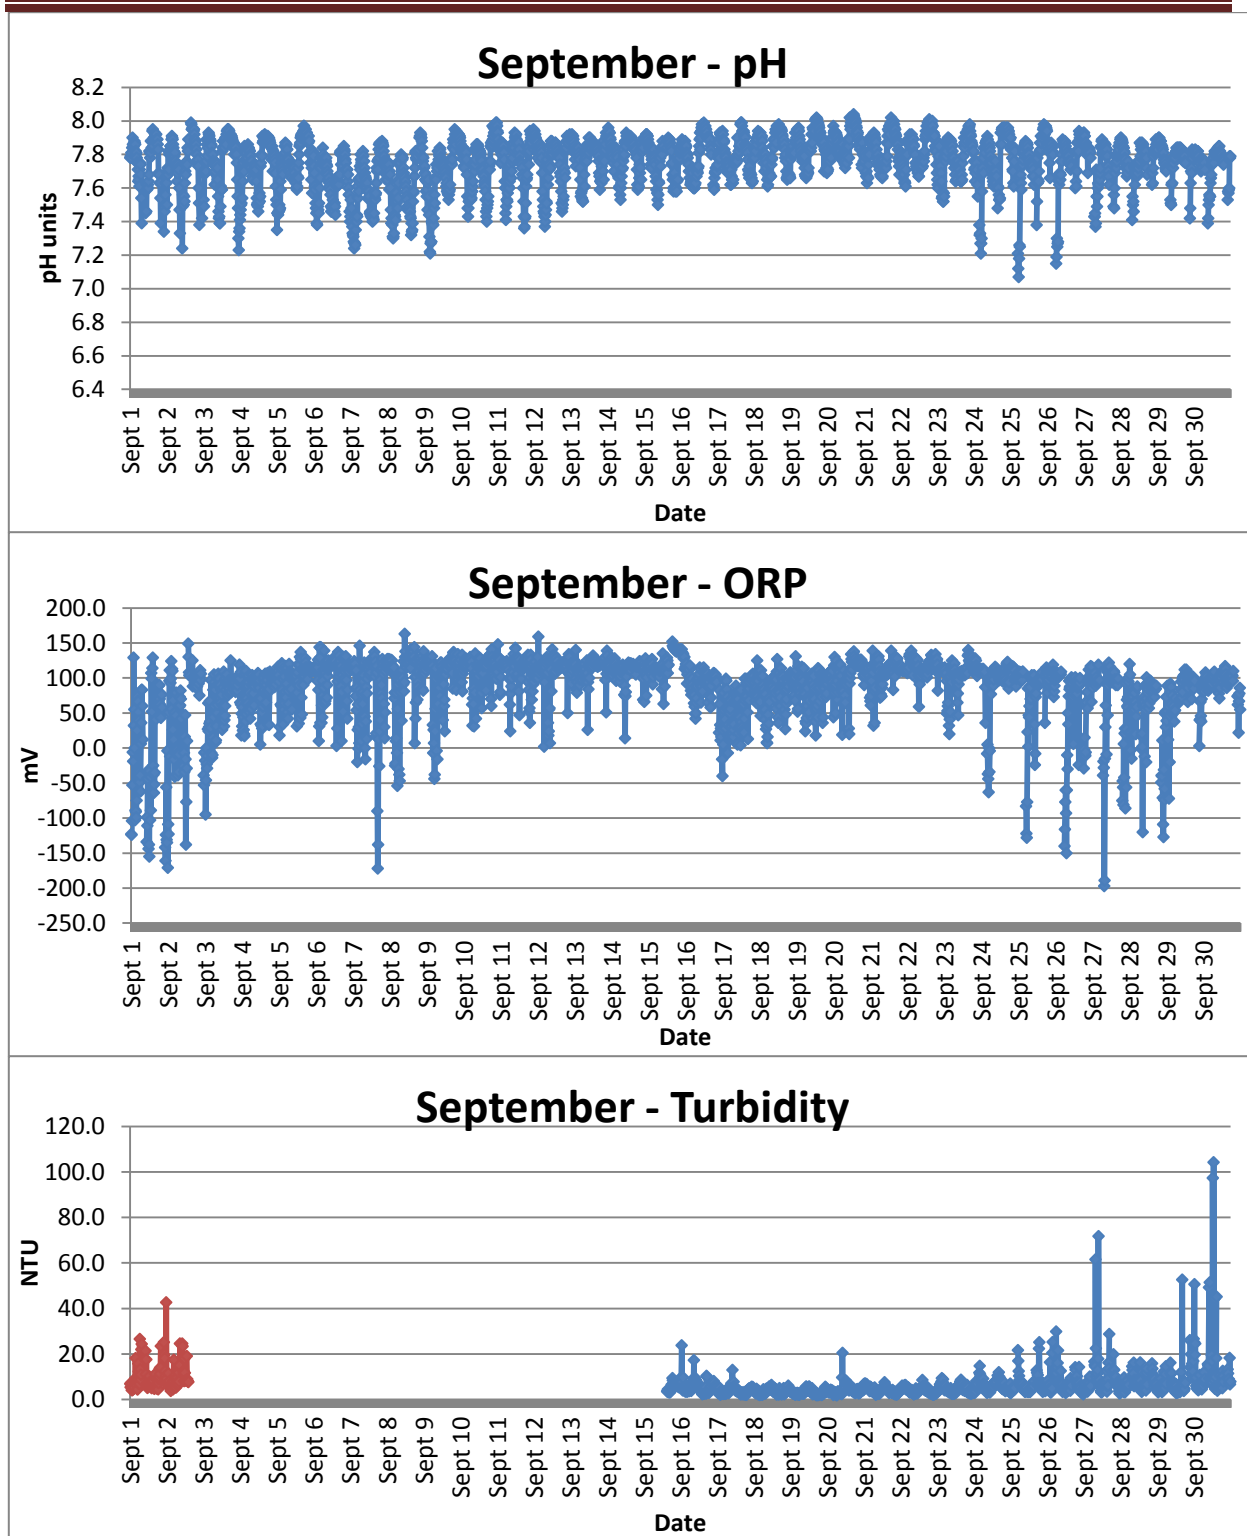 September - pH
8.2
8.0
7.8
7.6
7.4
7.2
7.0
6.8
6.6
6.4
pH units
Sept 1
Sept 2
Sept 3
Sept 4
Sept 5
Sept 6
Sept 7
Sept 8
Sept 9
Sept 10
Sept 11
Sept 12
Sept 13
Sept 14
Sept 15
Sept 16
Sept 17
Sept 18
Sept 19
Sept 20
Sept 21
Sept 22
Sept 23
Sept 24
Sept 25
Sept 26
Sept 27
Sept 28
Sept 29
Sept 30
Date
September - ORP
200.0
150.0
100.0
50.0
0.0
-50.0
-100.0
-150.0
-200.0
-250.0
mV
Sept 1
Sept 2
Sept 3
Sept 4
Sept 5
Sept 6
Sept 7
Sept 8
Sept 9
Sept 10
Sept 11
Sept 12
Sept 13
Sept 14
Sept 15
Sept 16
Sept 17
Sept 18
Sept 19
Sept 20
Sept 21
Sept 22
Sept 23
Sept 24
Sept 25
Sept 26
Sept 27
Sept 28
Sept 29
Sept 30
Date
September - Turbidity
120.0
100.0
80.0
60.0
40.0
20.0
0.0
NTU
Sept 1
Sept 2
Sept 3
Sept 4
Sept 5
Sept 6
Sept 7
Sept 8
Sept 9
Sept 10
Sept 11
Sept 12
Sept 13
Sept 14
Sept 15
Sept 16
Sept 17
Sept 18
Sept 19
Sept 20
Sept 21
Sept 22
Sept 23
Sept 24
Sept 25
Sept 26
Sept 27
Sept 28
Sept 29
Sept 30
Date